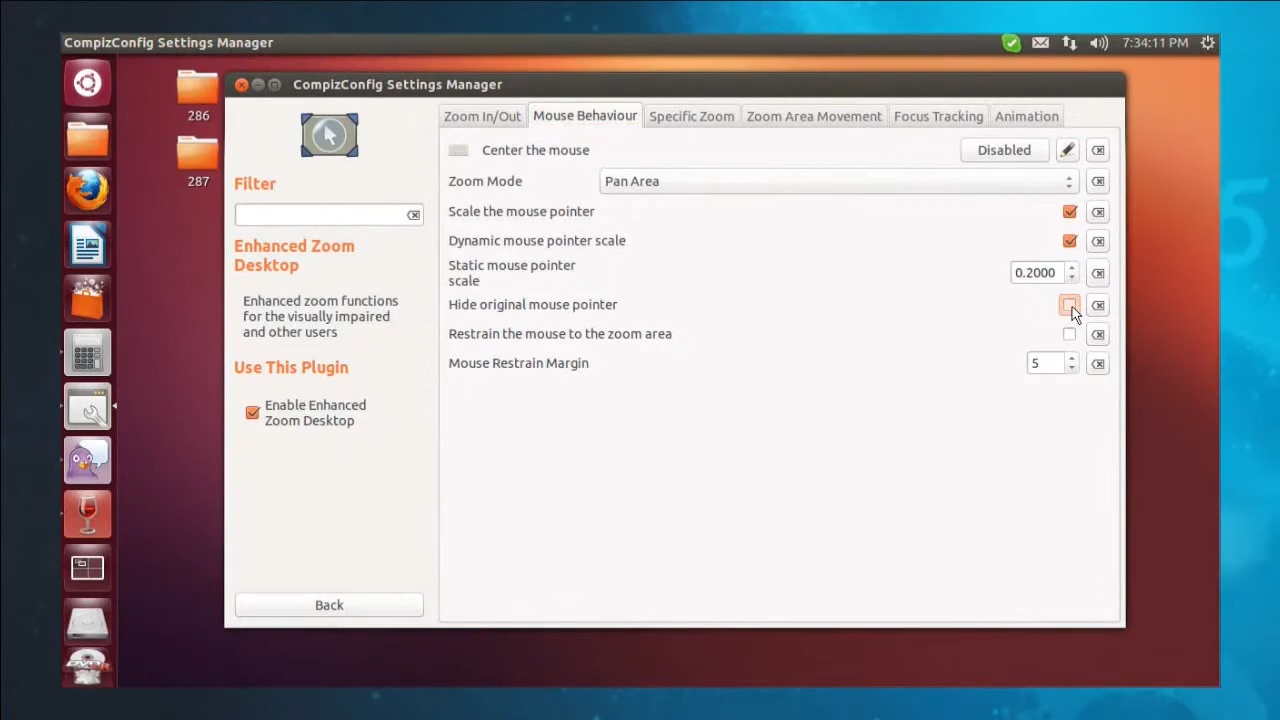 CompizConfig Settings Manager
7:34:11 PM
286
287
CompizConfig Settings Manager
Filter
Enhanced Zoom
Desktop
Enhanced zoom functions
for the visually impaired
and other users
Use This Plugin
Enable Enhanced
Zoom Desktop
Back
Zoom In/Out Mouse Behaviour Specific Zoom Zoom Area Movement Focus Tracking Animation
Center the mouse Disabled
Zoom Mode Pan Area
Scale the mouse pointer
Dynamic mouse pointer scale
Static mouse pointer
scale
0.2000
Hide original mouse pointer
Restrain the mouse to the zoom area
Mouse Restrain Margin 5